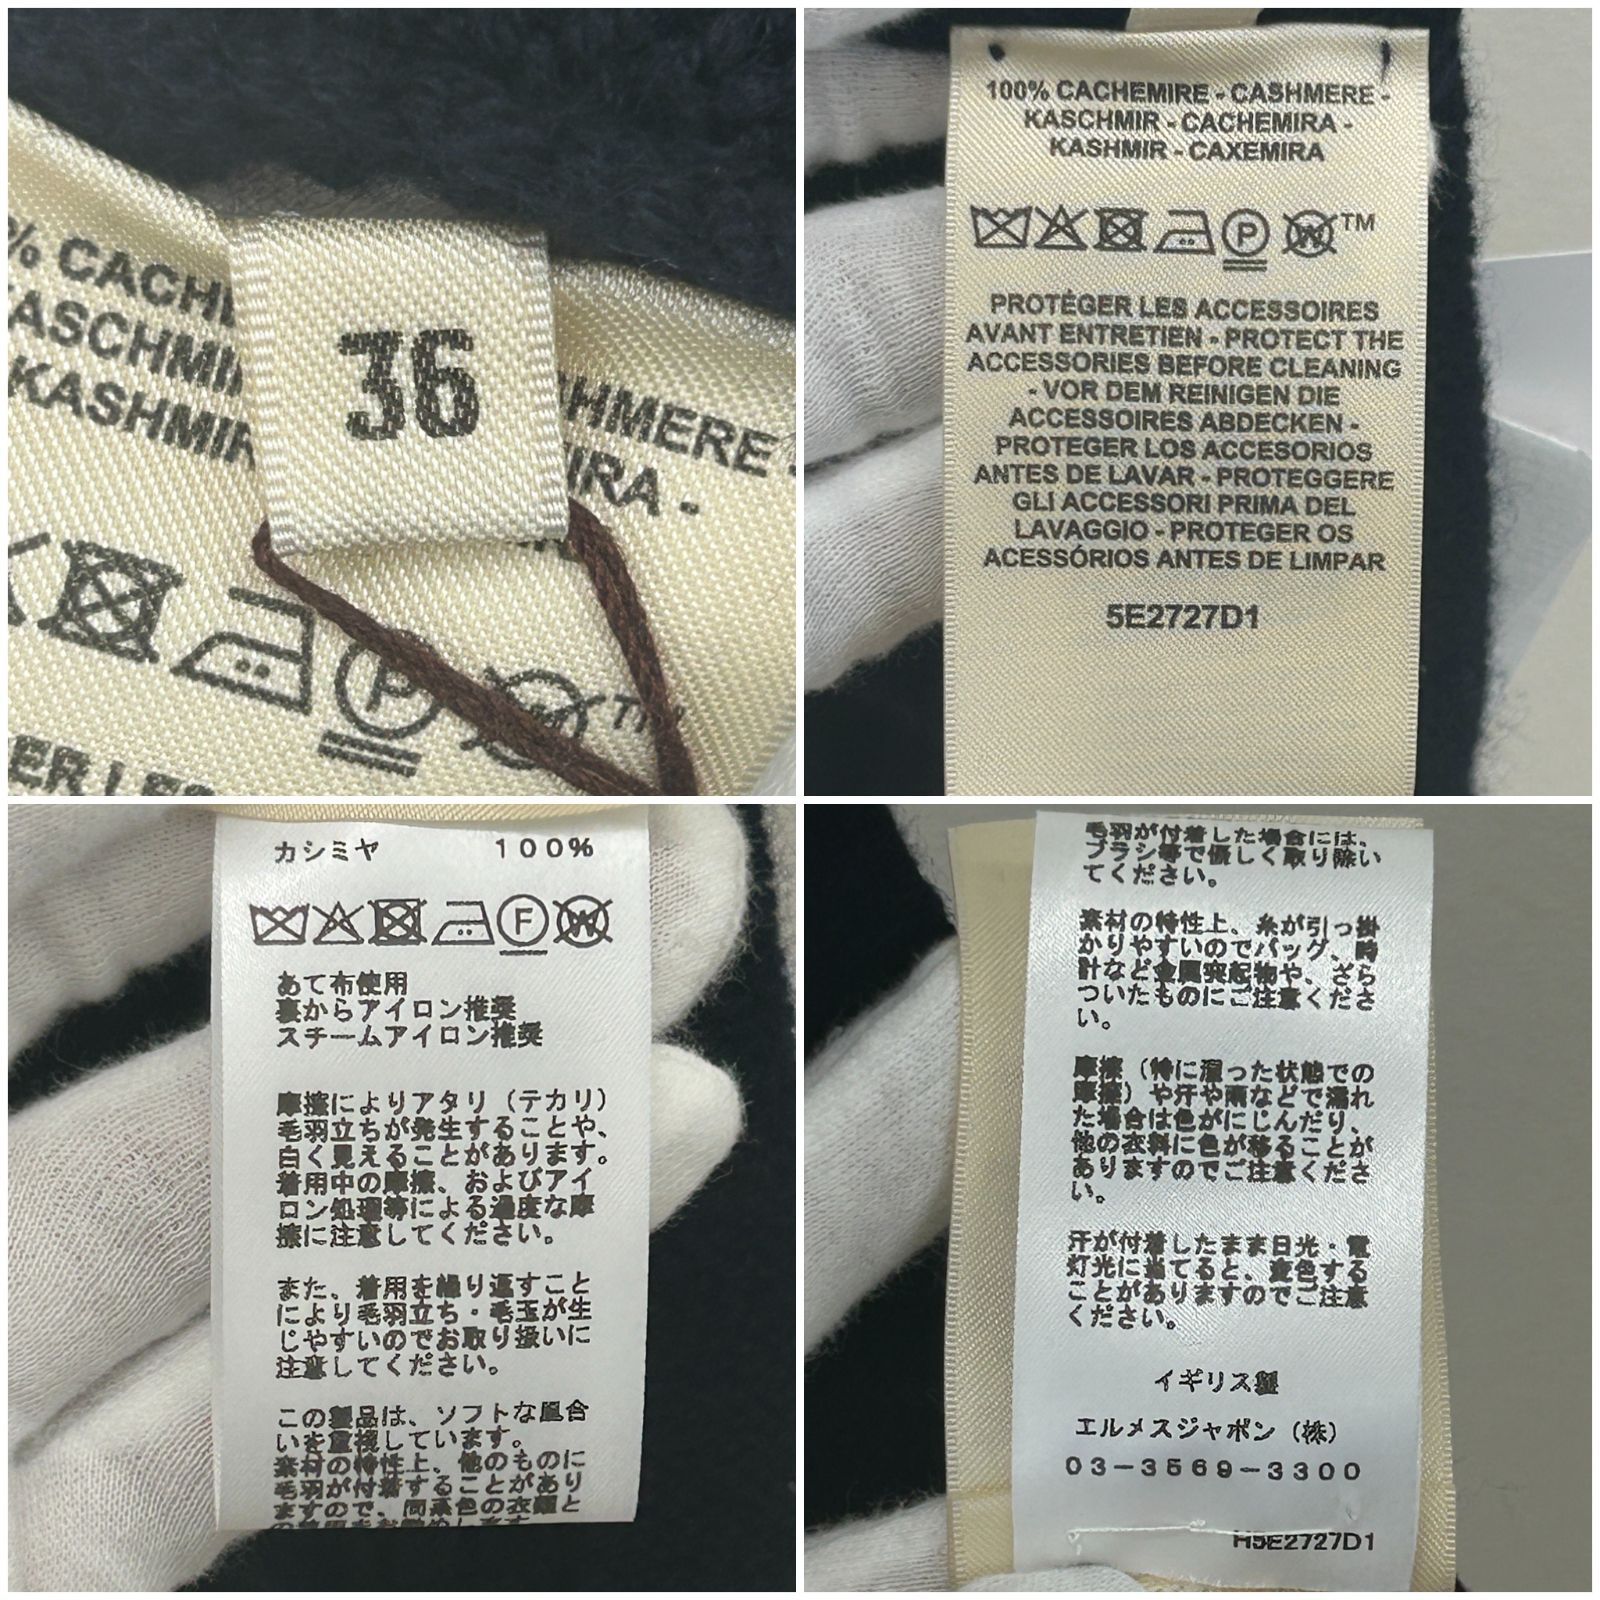 % CACH
HMERE -
ASCHMI
IRA -
KASHMIR
36
P
TM
ER LES
100% CACHEMIRE - CASHMERE -
KASCHMIR - CACHEMIRA -
KASHMIR - CAXEMIRA
P W TM
PROTÉGER LES ACCESSOIRES
AVANT ENTRETIEN - PROTECT THE
ACCESSORIES BEFORE CLEANING
- VOR DEM REINIGEN DIE
ACCESSOIRES ABDECKEN -
PROTEGER LOS ACCESORIOS
ANTES DE LAVAR - PROTEGGERE
GLI ACCESSORI PRIMA DEL
LAVAGGIO - PROTEGER OS
ACESSÓRIOS ANTES DE LIMPAR
5E2727D1
カシミヤ 100%
F W
あて布使用
裏からアイロン推奨
スチームアイロン推奨
摩擦によりアタリ（テカリ）
毛羽立ちが発生することや、
白く見えることがあります。
着用中の摩擦、およびアイ
ロン処理等による過度な摩
擦に注意してください。
また、着用を繰り返すこと
により毛羽立ち・毛玉が生
じやすいのでお取り扱いに
注意してください。
この製品は、ソフトな風合
いを重視しています。
素材の特性上、他のものに
毛羽が付着することがあり
ますので、同系色の衣類と
毛羽が付着した場合には、
ブラシ等で優しく取り除い
てください。
素材の特性上、糸が引っ掛
かりやすいのでバッグ、時
計など金属突起物や、ざら
ついたものにご注意くださ
い。
摩擦（特に湿った状態での
摩擦）や汗や雨などで濡れ
た場合は色がにじんだり、
他の衣料に色が移ることが
ありますのでご注意くださ
い。
汗が付着したまま日光・電
灯光に当てると、変色する
ことがありますのでご注意
ください。
イギリス製
エルメスジャポン（株）
03-3569-3300
H5E2727D1